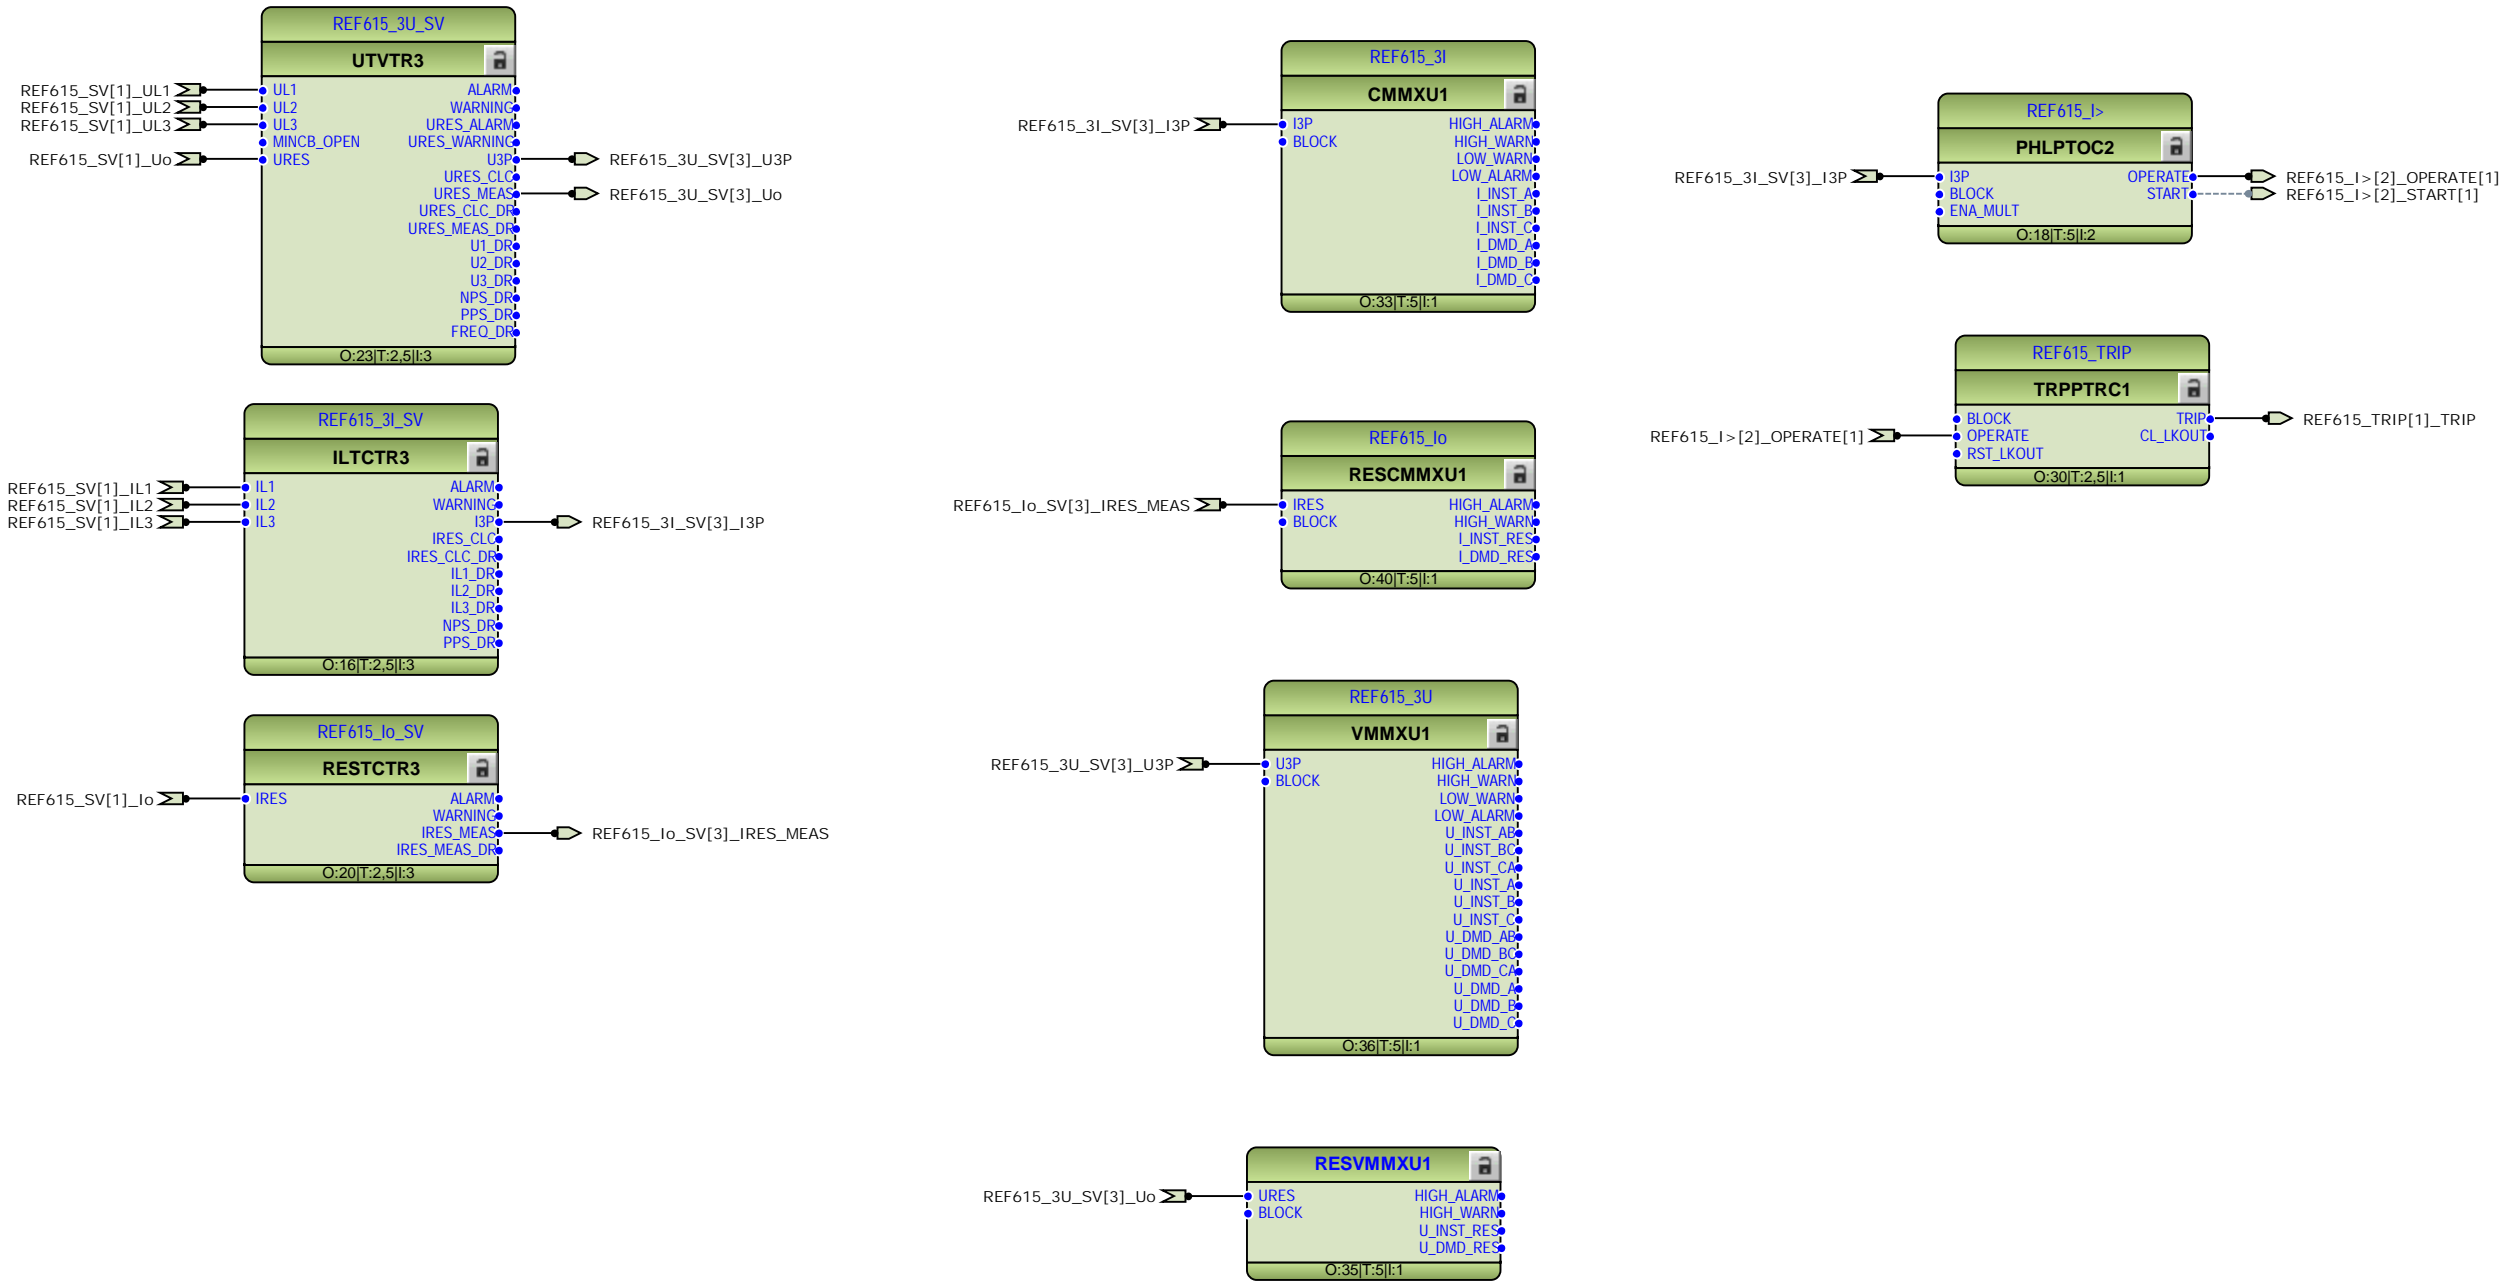 REF615_3U_SV
UTVTR3
REF615_SV[1]_UL1
REF615_SV[1]_UL2
REF615_SV[1]_UL3
REF615_SV[1]_Uo
UL1
UL2
UL3
MINCB_OPEN
URES
ALARM
WARNING
URES_ALARM
URES_WARNING
U3P
URES_CLC
URES_MEAS
URES_CLC_DR
URES_MEAS_DR
U1_DR
U2_DR
U3_DR
NPS_DR
PPS_DR
FREQ_DR
REF615_3U_SV[3]_U3P
REF615_3U_SV[3]_Uo
O:23|T:2,5|I:3
REF615_3I_SV
ILTCTR3
REF615_SV[1]_IL1
REF615_SV[1]_IL2
REF615_SV[1]_IL3
IL1
IL2
IL3
ALARM
WARNING
I3P
IRES_CLC
IRES_CLC_DR
IL1_DR
IL2_DR
IL3_DR
NPS_DR
PPS_DR
REF615_3I_SV[3]_I3P
O:16|T:2,5|I:3
REF615_Io_SV
RESTCTR3
REF615_SV[1]_Io
IRES
ALARM
WARNING
IRES_MEAS
IRES_MEAS_DR
REF615_Io_SV[3]_IRES_MEAS
O:20|T:2,5|I:3
REF615_3I
CMMXU1
REF615_3I_SV[3]_I3P
I3P
BLOCK
HIGH_ALARM
HIGH_WARN
LOW_WARN
LOW_ALARM
I_INST_A
I_INST_B
I_INST_C
I_DMD_A
I_DMD_B
I_DMD_C
O:33|T:5|I:1
REF615_Io
RESCMMXU1
REF615_Io_SV[3]_IRES_MEAS
IRES
BLOCK
HIGH_ALARM
HIGH_WARN
I_INST_RES
I_DMD_RES
O:40|T:5|I:1
REF615_3U
VMMXU1
REF615_3U_SV[3]_U3P
U3P
BLOCK
HIGH_ALARM
HIGH_WARN
LOW_WARN
LOW_ALARM
U_INST_AB
U_INST_BC
U_INST_CA
U_INST_A
U_INST_B
U_INST_C
U_DMD_AB
U_DMD_BC
U_DMD_CA
U_DMD_A
U_DMD_B
U_DMD_C
O:36|T:5|I:1
RESVMMXU1
REF615_3U_SV[3]_Uo
URES
BLOCK
HIGH_ALARM
HIGH_WARN
U_INST_RES
U_DMD_RES
O:35|T:5|I:1
REF615_I>
PHLPTOC2
REF615_3I_SV[3]_I3P
I3P
BLOCK
ENA_MULT
OPERATE
START
REF615_I>[2]_OPERATE[1]
REF615_I>[2]_START[1]
O:18|T:5|I:2
REF615_TRIP
TRPPTRC1
REF615_I>[2]_OPERATE[1]
BLOCK
OPERATE
RST_LKOUT
TRIP
CL_LKOUT
REF615_TRIP[1]_TRIP
O:30|T:2,5|I:1